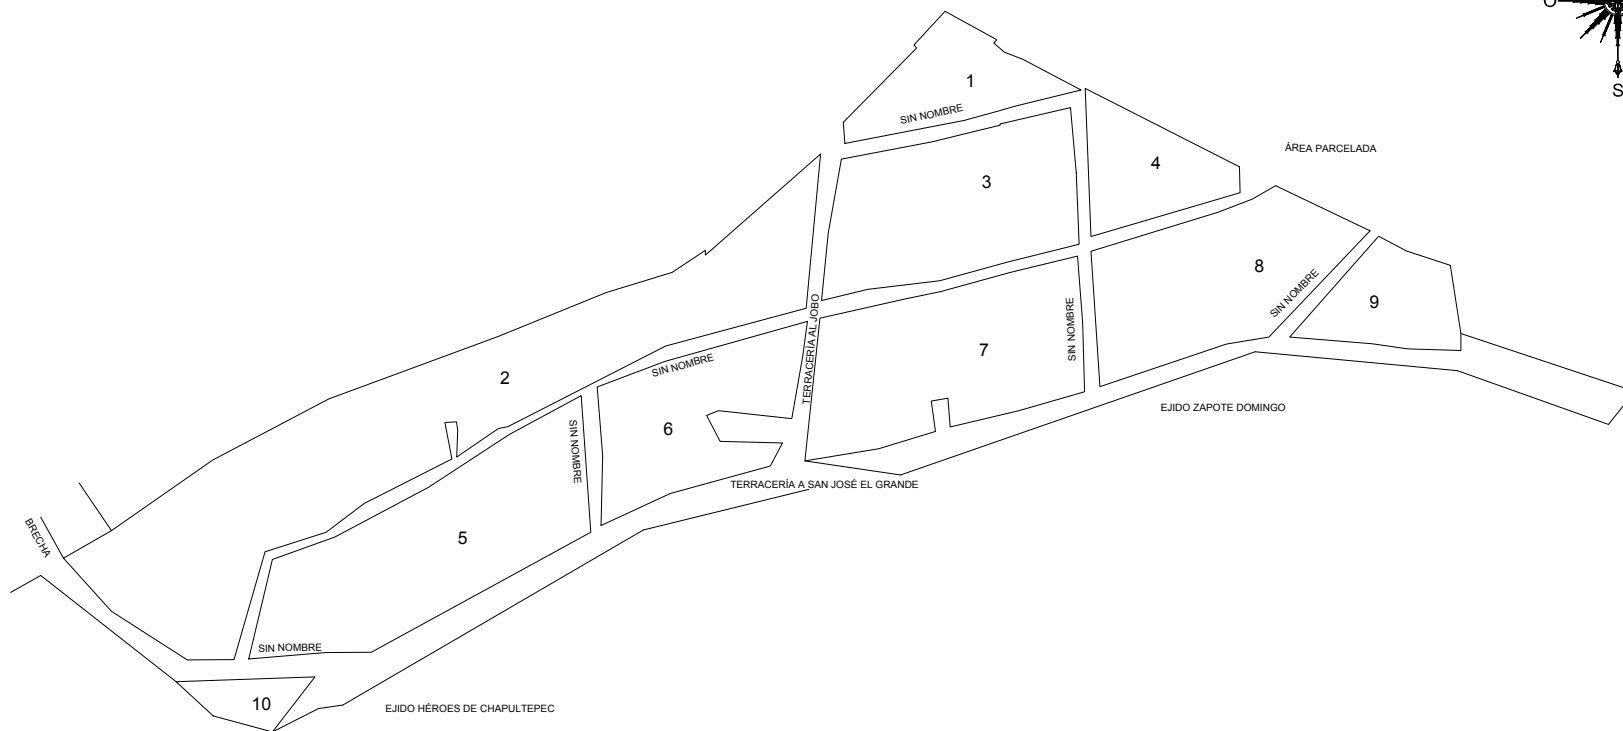 O
S
1
SIN NOMBRE
ÁREA PARCELADA
4
3
8
SIN NOMBRE
9
TERRACERÍA AL JOBO
SIN NOMBRE
7
SIN NOMBRE
2
EJIDO ZAPOTE DOMINGO
6
SIN NOMBRE
TERRACERÍA A SAN JOSÉ EL GRANDE
BRECHA
5
SIN NOMBRE
10
EJIDO HÉROES DE CHAPULTEPEC